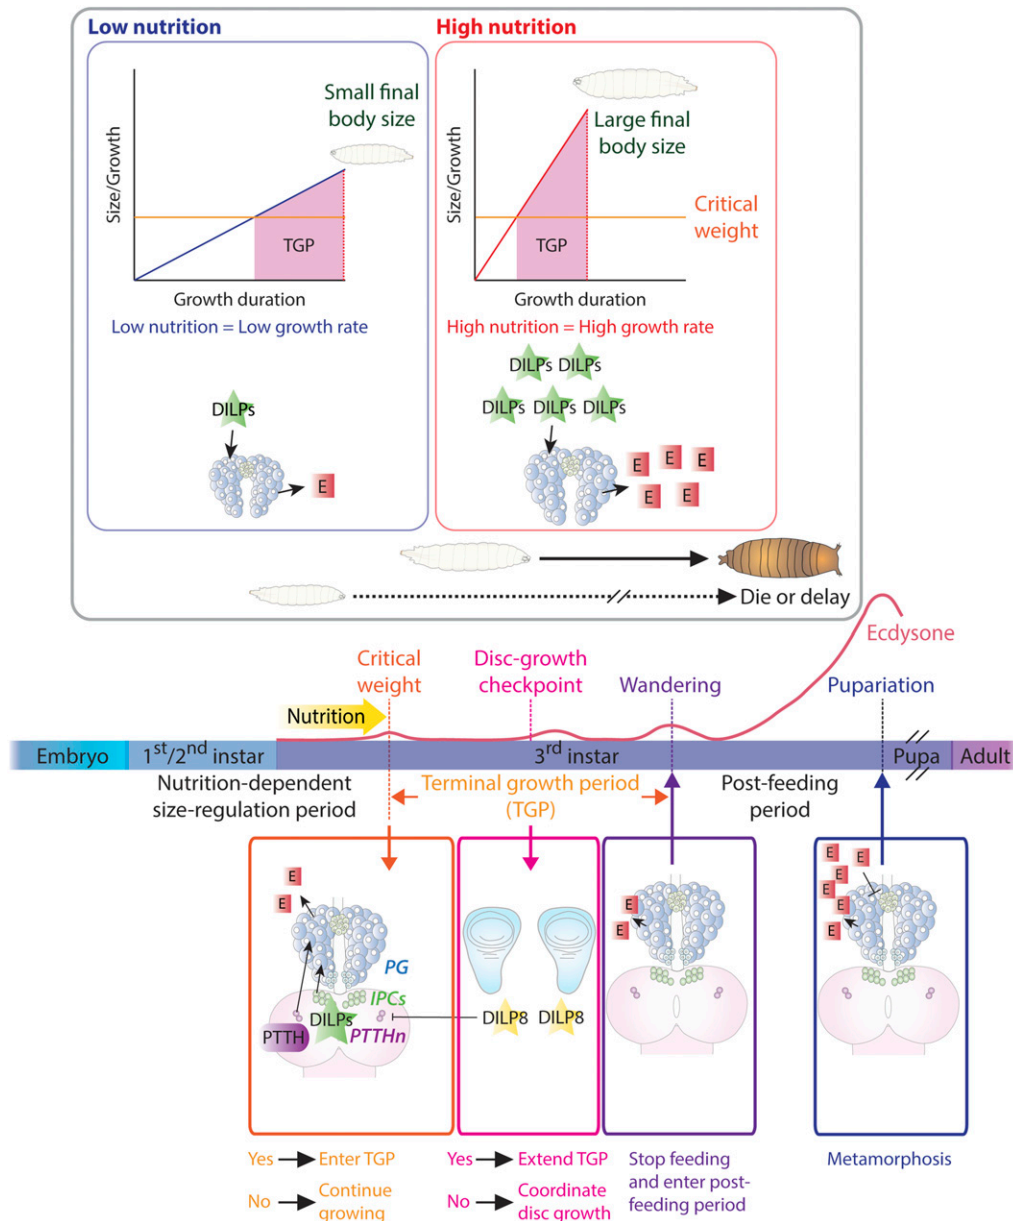 Low nutrition
High nutrition
Size/Growth
Small final
body size
TGP
Growth duration
Low nutrition = Low growth rate
DILPs
E
Size/Growth
Large final
body size
Critical
weight
TGP
Growth duration
High nutrition = High growth rate
DILPs DILPs
DILPs DILPs DILPs
E E E
E E
Die or delay
Ecdysone
Critical
weight
Disc-growth
checkpoint
Wandering
Pupariation
Nutrition
Embryo
1st/2nd instar
3rd instar
Pupa
Adult
Nutrition-dependent
size-regulation period
Terminal growth period
(TGP)
Post-feeding
period
E
E
PG
IPCs
DILPs
PTTH
PTTHn
DILP8 DILP8
E
E
E E
E
E
E
E
Yes Enter TGP
No Continue
growing
Yes Extend TGP
No Coordinate
disc growth
Stop feeding
and enter post-
feeding period
Metamorphosis